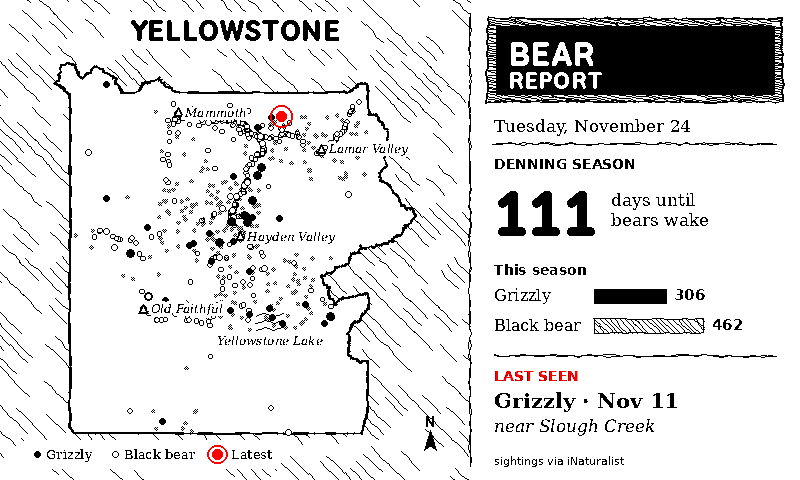 YELLOWSTONE
Mammoth
Lamar Valley
Hayden Valley
Old Faithful
Yellowstone Lake
N
Grizzly
Black bear
Latest
BEAR
REPORT
Tuesday, November 24
DENNING SEASON
111
days until
bears wake
This season
Grizzly 306
Black bear 462
LAST SEEN
Grizzly · Nov 11
near Slough Creek
sightings via iNaturalist